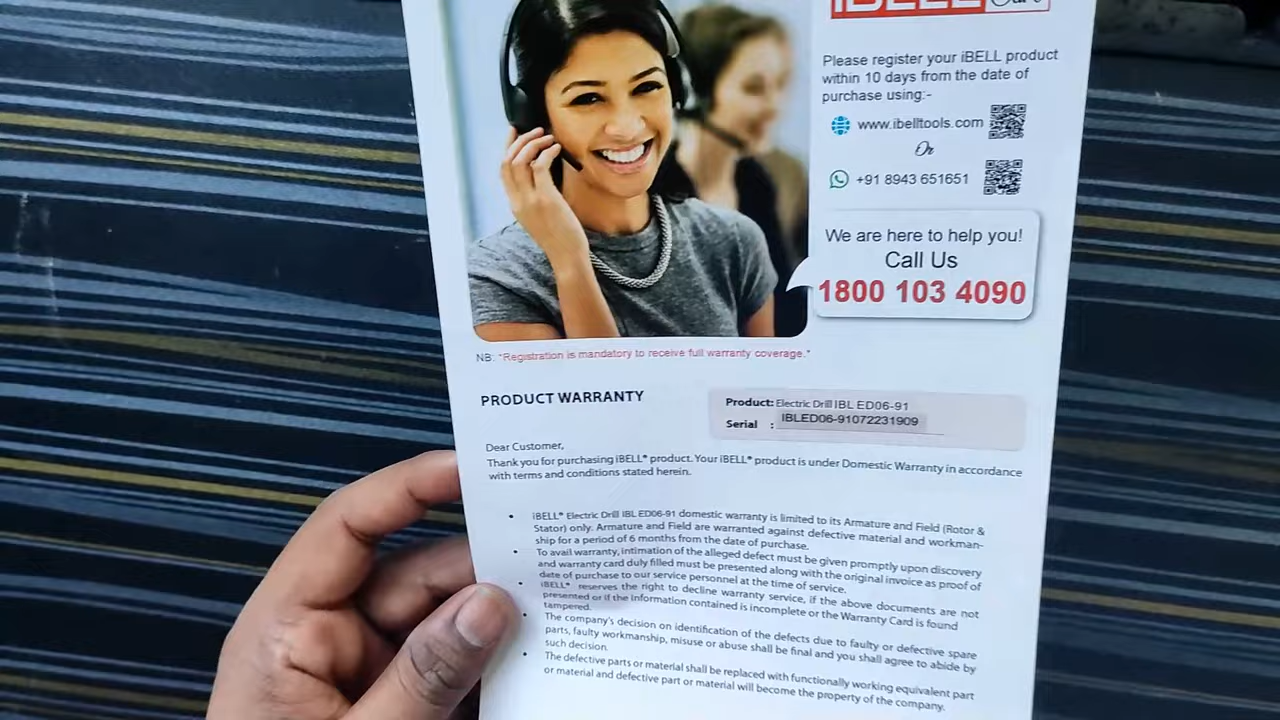 iBELL Care
Please register your iBELL product
within 10 days from the date of
purchase using:-
www.ibelltools.com
Or
+91 8943 651651
We are here to help you!
Call Us
1800 103 4090
NB: "Registration is mandatory to receive full warranty coverage."
PRODUCT WARRANTY
Product: Electric Drill IBL ED06-91
Serial : IBLED06-91072231909
Dear Customer,
Thank you for purchasing iBELL® product. Your iBELL® product is under Domestic Warranty in accordance
with terms and conditions stated herein.
• iBELL® Electric Drill IBL ED06-91 domestic warranty is limited to its Armature and Field (Rotor &
Stator) only. Armature and Field are warranted against defective material and workman-
ship for a period of 6 months from the date of purchase.
• To avail warranty, intimation of the alleged defect must be given promptly upon discovery
and warranty card duly filled must be presented along with the original invoice as proof of
date of purchase to our service personnel at the time of service.
• iBELL® reserves the right to decline warranty service, if the above documents are not
presented or if the information contained is incomplete or the Warranty Card is found
tampered.
• The company's decision on identification of the defects due to faulty or defective spare
parts, faulty workmanship, misuse or abuse shall be final and you shall agree to abide by
such decision.
• The defective parts or material shall be replaced with functionally working equivalent part
or material and defective part or material will become the property of the company.